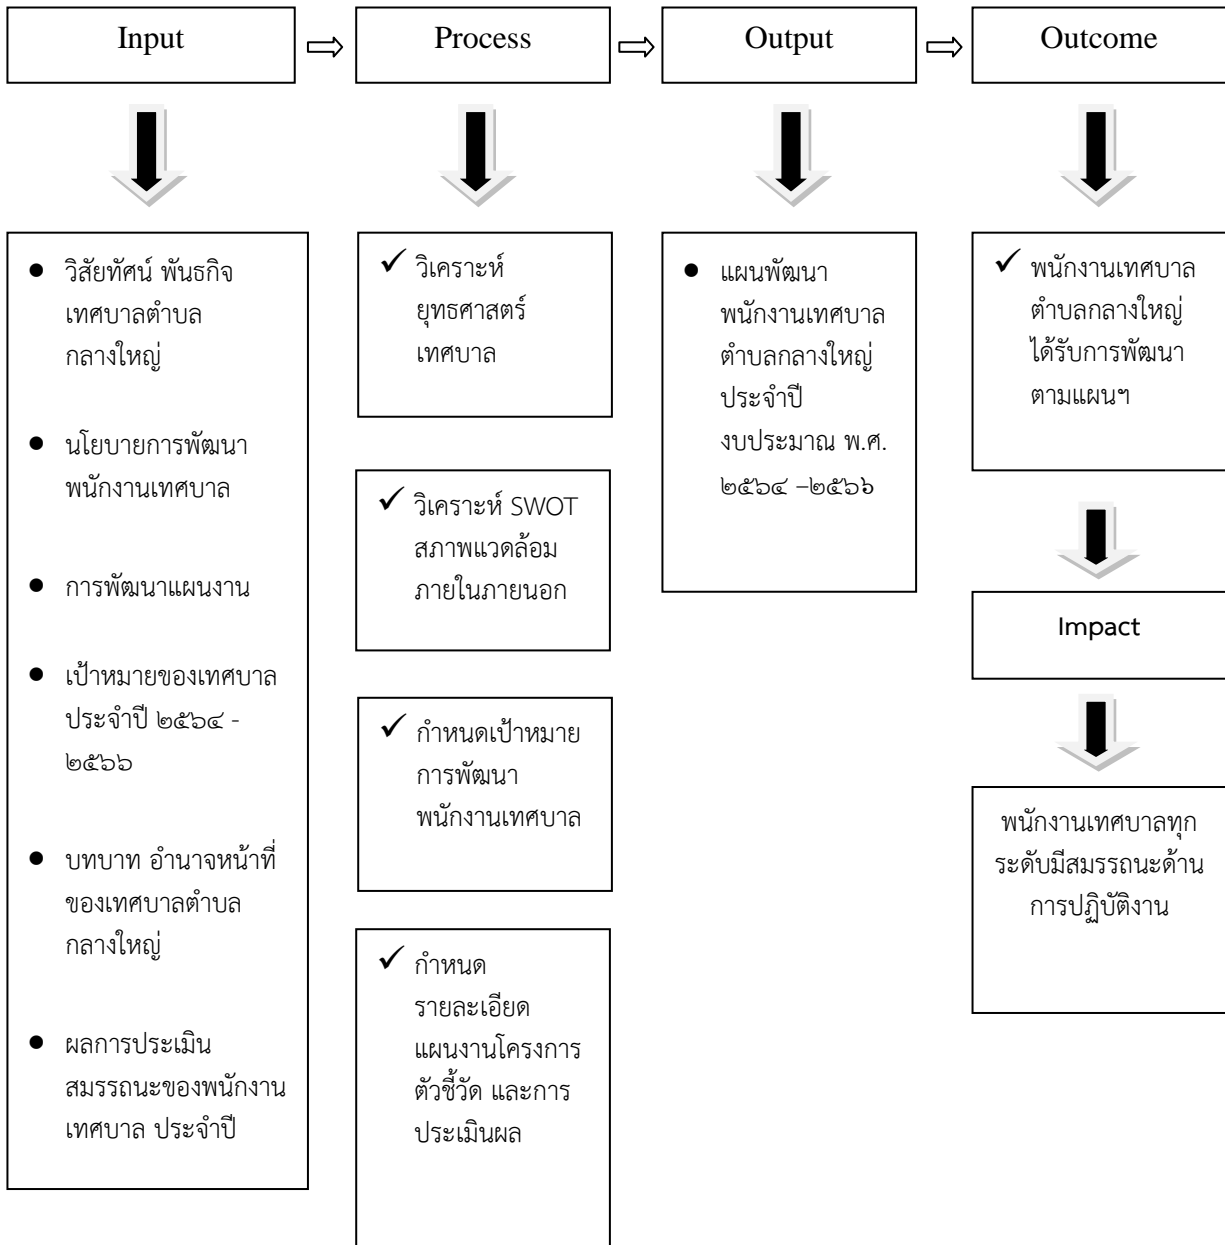 Input
Process
Output
Outcome
● วิสัยทัศน์ พันธกิจ
เทศบาลตำบล
กลางใหญ่
● นโยบายการพัฒนา
พนักงานเทศบาล
● การพัฒนาแผนงาน
● เป้าหมายของเทศบาล
ประจำปี ๒๕๖๔ -
๒๕๖๖
● บทบาท อำนาจหน้าที่
ของเทศบาลตำบล
กลางใหญ่
● ผลการประเมิน
สมรรถนะของพนักงาน
เทศบาล ประจำปี
✓ วิเคราะห์
ยุทธศาสตร์
เทศบาล
✓ วิเคราะห์ SWOT
สภาพแวดล้อม
ภายในภายนอก
✓ กำหนดเป้าหมาย
การพัฒนา
พนักงานเทศบาล
✓ กำหนด
รายละเอียด
แผนงานโครงการ
ตัวชี้วัด และการ
ประเมินผล
● แผนพัฒนา
พนักงานเทศบาล
ตำบลกลางใหญ่
ประจำปี
งบประมาณ พ.ศ.
๒๕๖๔ –๒๕๖๖
✓ พนักงานเทศบาล
ตำบลกลางใหญ่
ได้รับการพัฒนา
ตามแผนฯ
Impact
พนักงานเทศบาลทุก
ระดับมีสมรรถนะด้าน
การปฏิบัติงาน